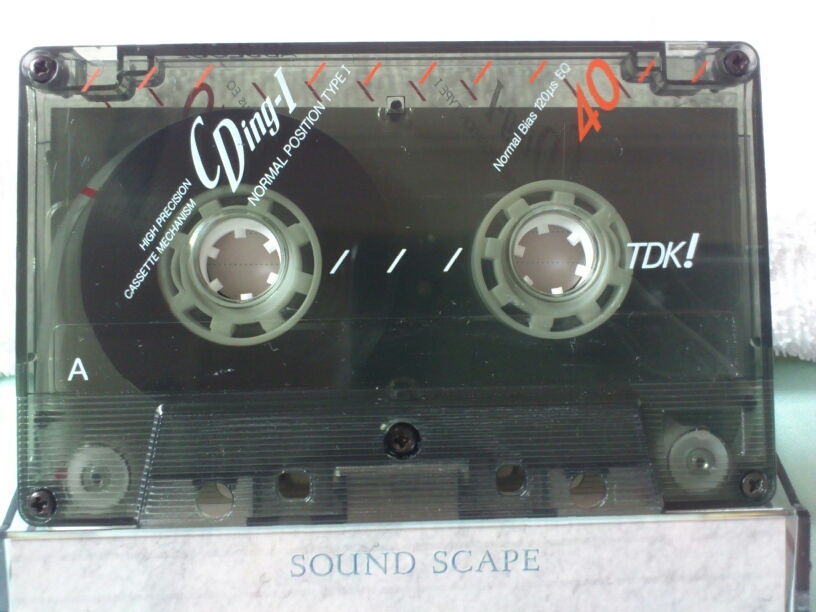 CDing-I
NORMAL POSITION TYPE I
HIGH PRECISION
CASSETTE MECHANISM
Normal Bias 120µs EQ
40
TDK!
A
SOUND SCAPE